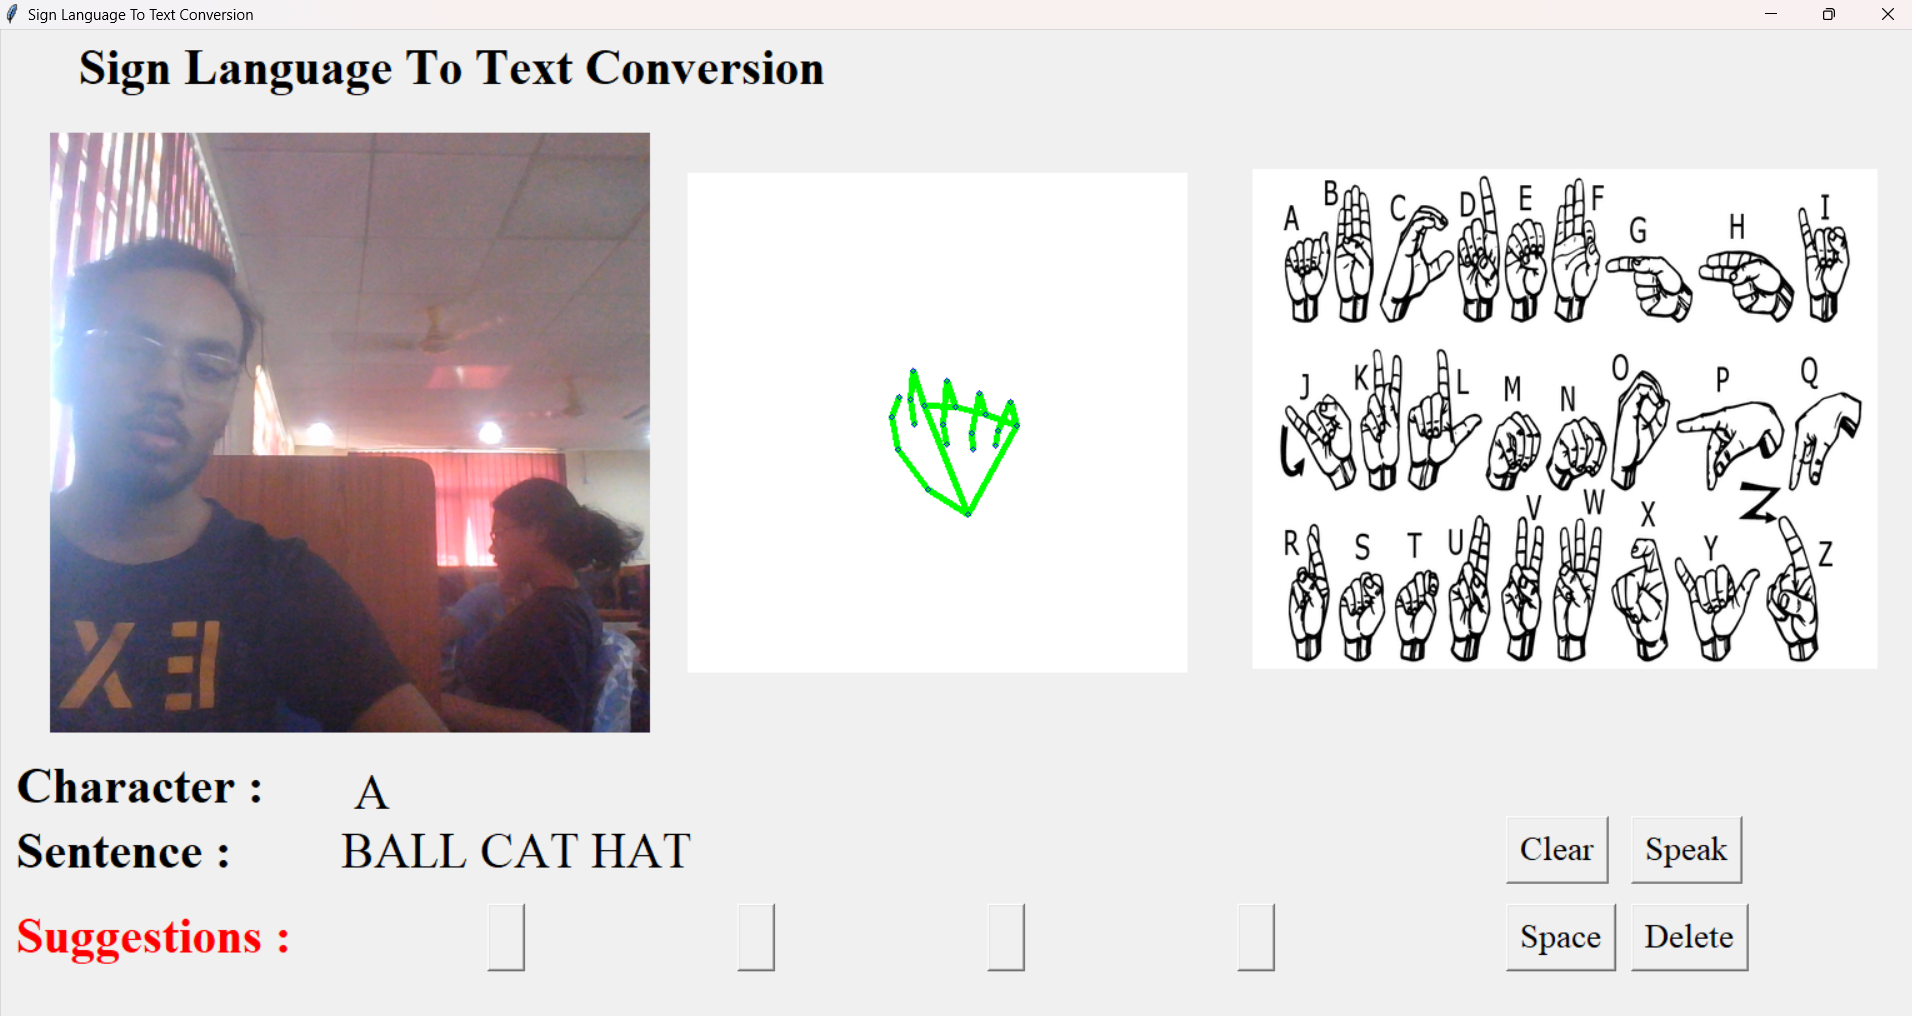 Sign Language To Text Conversion
Sign Language To Text Conversion
A B C D E F G H I
J K L M N O P Q
R S T U V W X Y Z
Character : A
Sentence : BALL CAT HAT
Clear Speak
Suggestions :
Space Delete